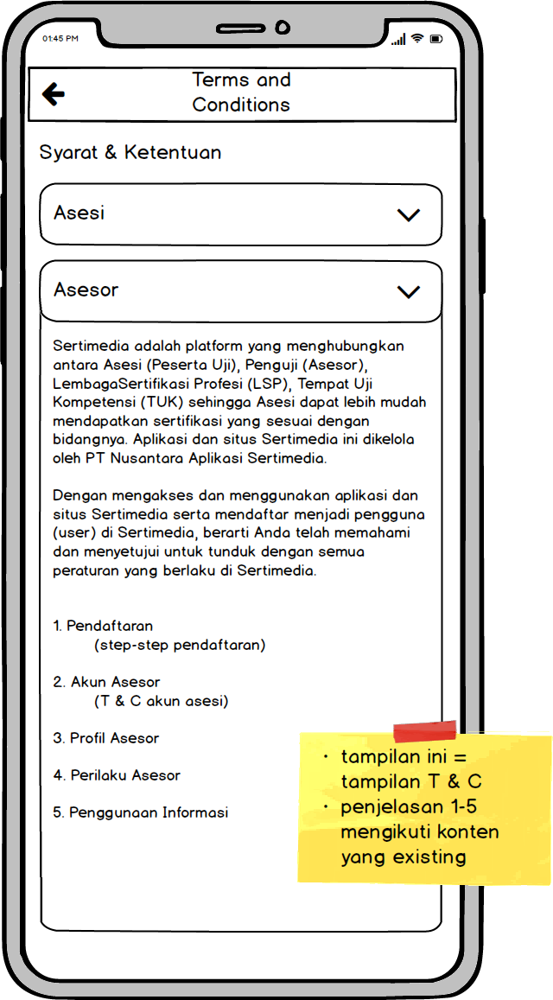 01:45 PM
Terms and
Conditions
Syarat & Ketentuan
Asesi
Asesor
Sertimedia adalah platform yang menghubungkan
antara Asesi (Peserta Uji), Penguji (Asesor),
LembagaSertifikasi Profesi (LSP), Tempat Uji
Kompetensi (TUK) sehingga Asesi dapat lebih mudah
mendapatkan sertifikasi yang sesuai dengan
bidangnya. Aplikasi dan situs Sertimedia ini dikelola
oleh PT Nusantara Aplikasi Sertimedia.
Dengan mengakses dan menggunakan aplikasi dan
situs Sertimedia serta mendaftar menjadi pengguna
(user) di Sertimedia, berarti Anda telah memahami
dan menyetujui untuk tunduk dengan semua
peraturan yang berlaku di Sertimedia.
1. Pendaftaran
(step-step pendaftaran)
2. Akun Asesor
(T & C akun asesi)
3. Profil Asesor
4. Perilaku Asesor
5. Penggunaan Informasi
• tampilan ini =
tampilan T & C
• penjelasan 1-5
mengikuti konten
yang existing